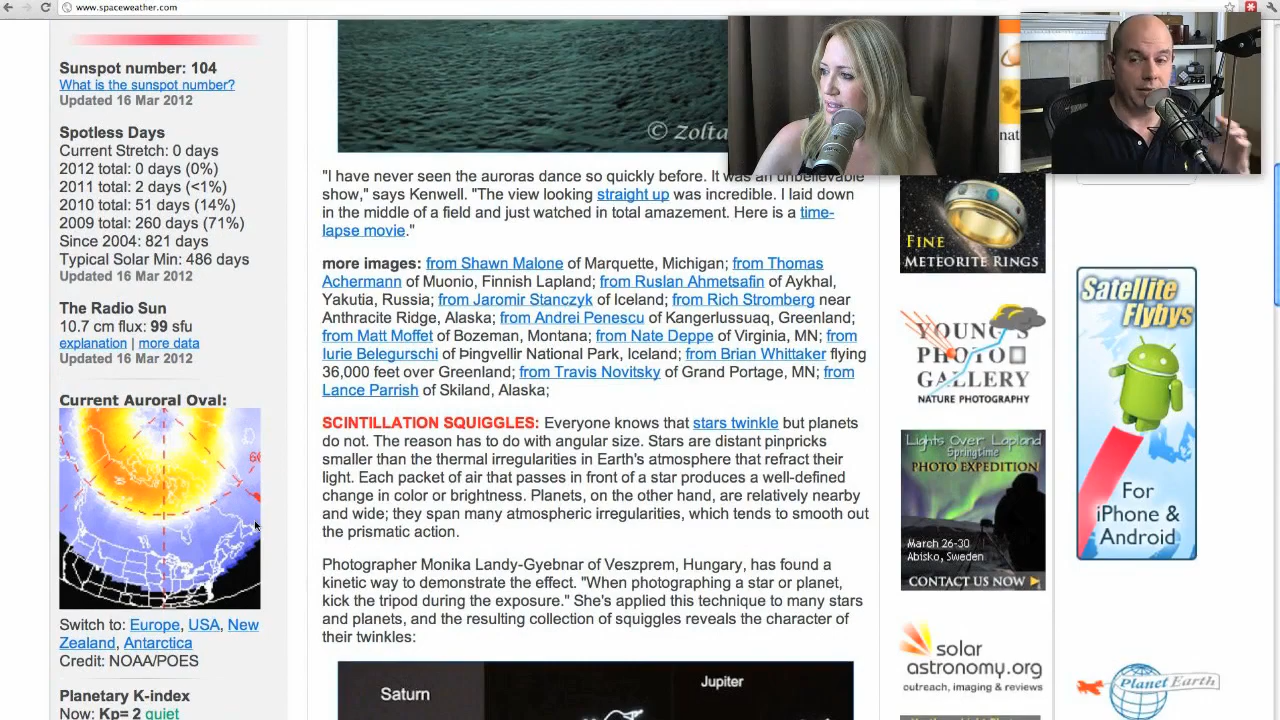 www.spaceweather.com
Sunspot number: 104
What is the sunspot number?
Updated 16 Mar 2012
Spotless Days
Current Stretch: 0 days
2012 total: 0 days (0%)
2011 total: 2 days (<1%)
2010 total: 51 days (14%)
2009 total: 260 days (71%)
Since 2004: 821 days
Typical Solar Min: 486 days
Updated 16 Mar 2012
The Radio Sun
10.7 cm flux: 99 sfu
explanation | more data
Updated 16 Mar 2012
Current Auroral Oval:
Switch to: Europe, USA, New
Zealand, Antarctica
Credit: NOAA/POES
Planetary K-index
Now: Kp= 2 quiet
© Zolta
"I have never seen the auroras dance so quickly before. It was an unbelievable
show," says Kenwell. "The view looking straight up was incredible. I laid down
in the middle of a field and just watched in total amazement. Here is a time-
lapse movie."
more images: from Shawn Malone of Marquette, Michigan; from Thomas
Achermann of Muonio, Finnish Lapland; from Ruslan Ahmetsafin of Aykhal,
Yakutia, Russia; from Jaromir Stanczyk of Iceland; from Rich Stromberg near
Anthracite Ridge, Alaska; from Andrei Penescu of Kangerlussuaq, Greenland;
from Matt Moffet of Bozeman, Montana; from Nate Deppe of Virginia, MN; from
Iurie Belegurschi of Þingvellir National Park, Iceland; from Brian Whittaker flying
36,000 feet over Greenland; from Travis Novitsky of Grand Portage, MN; from
Lance Parrish of Skiland, Alaska;
SCINTILLATION SQUIGGLES: Everyone knows that stars twinkle but planets
do not. The reason has to do with angular size. Stars are distant pinpricks
smaller than the thermal irregularities in Earth's atmosphere that refract their
light. Each packet of air that passes in front of a star produces a well-defined
change in color or brightness. Planets, on the other hand, are relatively nearby
and wide; they span many atmospheric irregularities, which tends to smooth out
the prismatic action.
Photographer Monika Landy-Gyebnar of Veszprem, Hungary, has found a
kinetic way to demonstrate the effect. "When photographing a star or planet,
kick the tripod during the exposure." She's applied this technique to many stars
and planets, and the resulting collection of squiggles reveals the character of
their twinkles:
Saturn
Jupiter
FINE
METEORITE RINGS
YOUNG'S
PHOTO
GALLERY
NATURE PHOTOGRAPHY
Lights Over Lapland
Springtime
PHOTO EXPEDITION
March 26-30
Abisko, Sweden
CONTACT US NOW
solar
astronomy.org
outreach, imaging & reviews
Satellite
Flybys
For
iPhone &
Android
Planet Earth